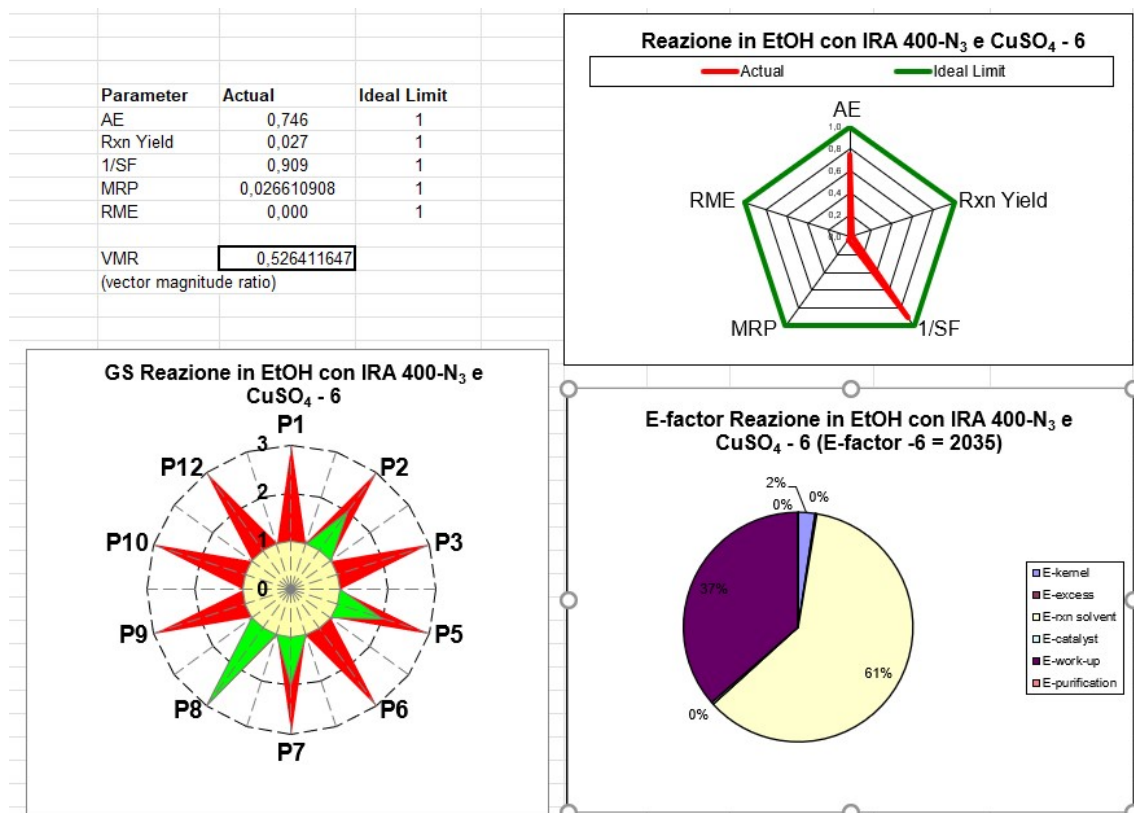 Parameter Actual Ideal Limit
AE 0,746 1
Rxn Yield 0,027 1
1/SF 0,909 1
MRP 0,026610908 1
RME 0,000 1
VMR 0,526411647
(vector magnitude ratio)
Reazione in EtOH con IRA 400-N₃ e CuSO₄ - 6
Actual Ideal Limit
AE
1,0
0,8
0,6
0,4
0,2
0,0
RME
Rxn Yield
MRP
1/SF
GS Reazione in EtOH con IRA 400-N₃ e
CuSO₄ - 6
P1
3
P12
P2
2
P10
P3
1
0
P9
P5
P8
P6
P7
E-factor Reazione in EtOH con IRA 400-N₃ e
CuSO₄ - 6 (E-factor -6 = 2035)
2%
0%
0%
37%
61%
0%
E-kernel
E-excess
E-rxn solvent
E-catalyst
E-work-up
E-purification